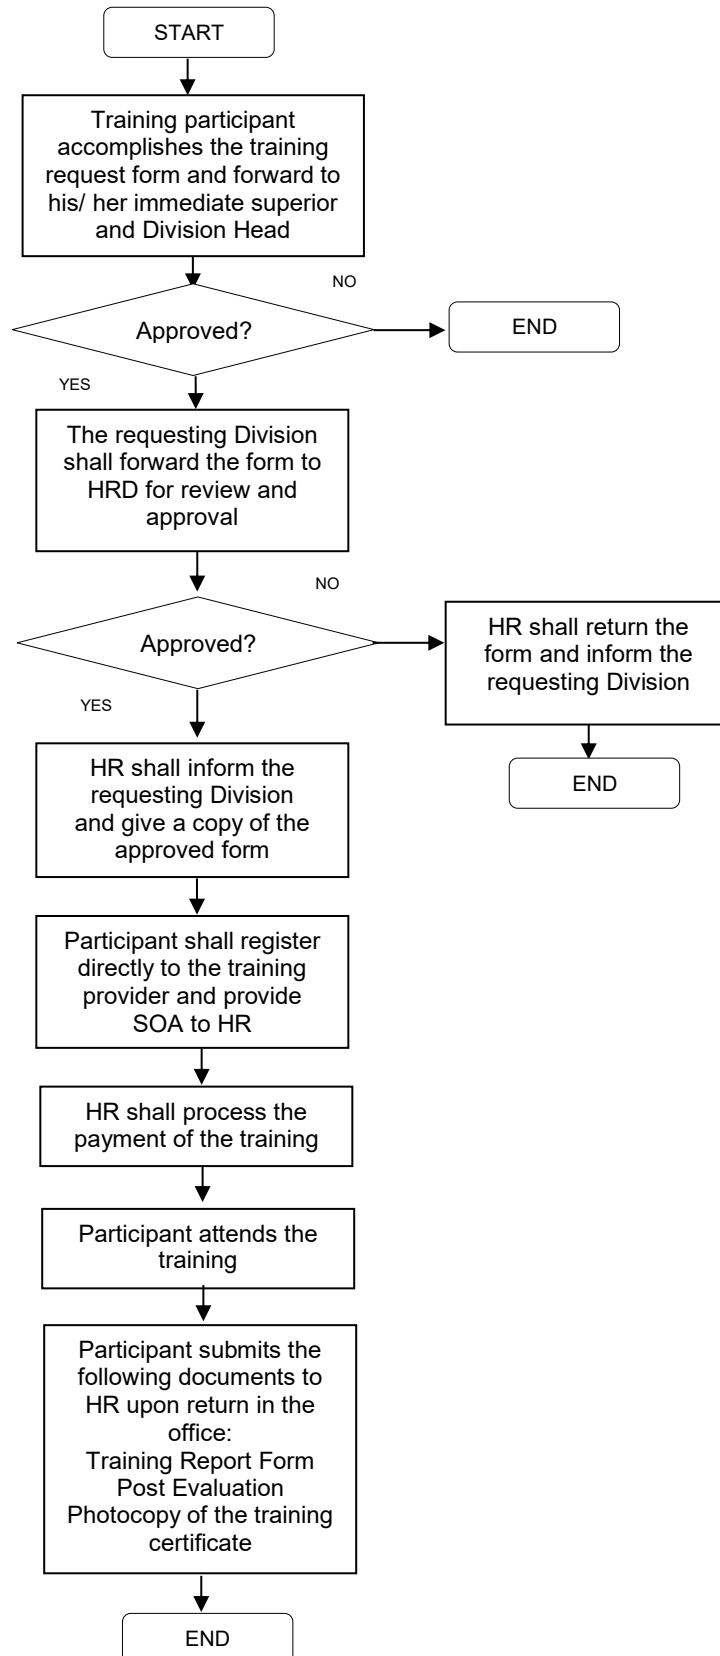 START
Training participant
accomplishes the training
request form and forward to
his/ her immediate superior
and Division Head
NO
Approved?
END
YES
The requesting Division
shall forward the form to
HRD for review and
approval
NO
Approved?
HR shall return the
form and inform the
requesting Division
YES
END
HR shall inform the
requesting Division
and give a copy of the
approved form
Participant shall register
directly to the training
provider and provide
SOA to HR
HR shall process the
payment of the training
Participant attends the
training
Participant submits the
following documents to
HR upon return in the
office:
Training Report Form
Post Evaluation
Photocopy of the training
certificate
END